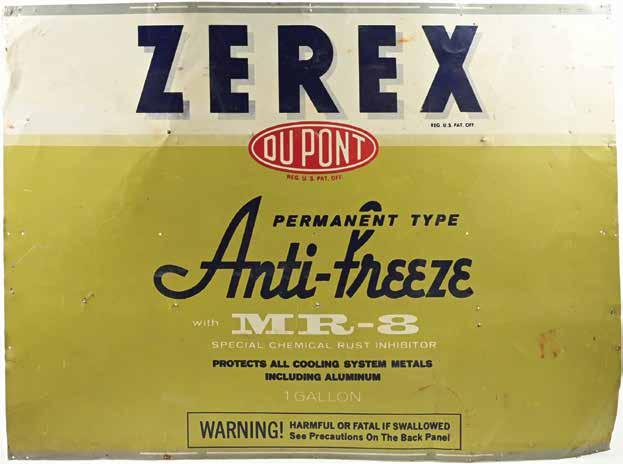 ZEREX
REG. U.S. PAT. OFF.
DU PONT
REG. U.S. PAT. OFF.
PERMANENT TYPE
Anti-freeze
with MR-8
SPECIAL CHEMICAL RUST INHIBITOR
PROTECTS ALL COOLING SYSTEM METALS
INCLUDING ALUMINUM
1 GALLON
WARNING! HARMFUL OR FATAL IF SWALLOWED
See Precautions On The Back Panel